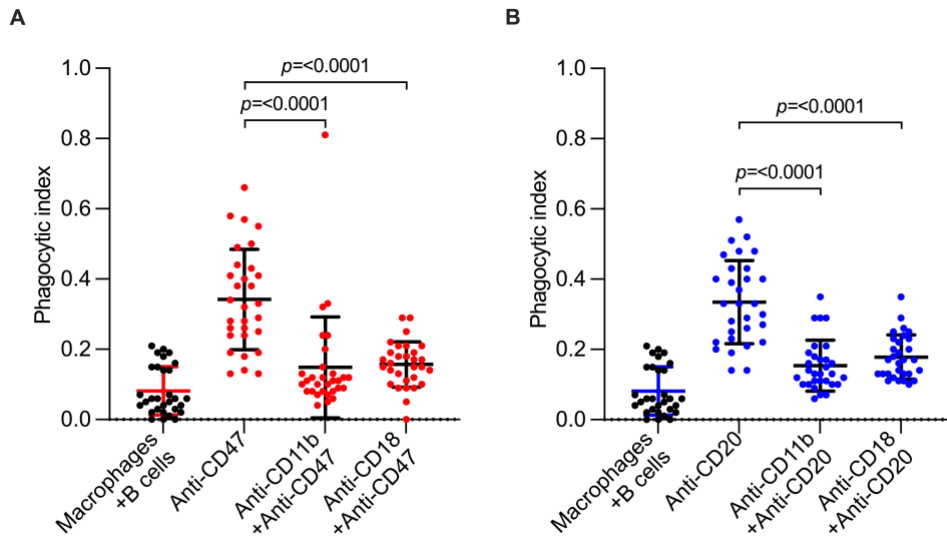 A
Phagocytic index
1.0
0.8
0.6
0.4
0.2
0.0
p=<0.0001
p=<0.0001
Macrophages
+B cells
Anti-CD47
Anti-CD11b
+Anti-CD47
Anti-CD18
+Anti-CD47
B
Phagocytic index
1.0
0.8
0.6
0.4
0.2
0.0
p=<0.0001
p=<0.0001
Macrophages
+B cells
Anti-CD20
Anti-CD11b
+Anti-CD20
Anti-CD18
+Anti-CD20